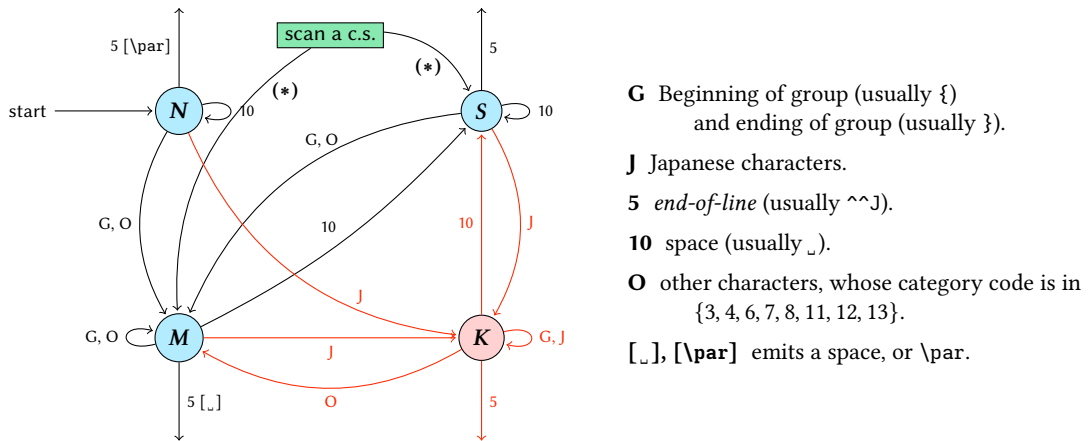 scan a c.s.
5 [\par]
5
(∗)
(∗)
start
N
10
S
10
G, O
G, O
J
10
10
J
G, O
M
J
K
G, J
O
5 [␣]
5
G Beginning of group (usually {)
and ending of group (usually }).
J Japanese characters.
5 end-of-line (usually ^^J).
10 space (usually ␣).
O other characters, whose category code is in
{3, 4, 6, 7, 8, 11, 12, 13}.
[␣], [\par] emits a space, or \par.